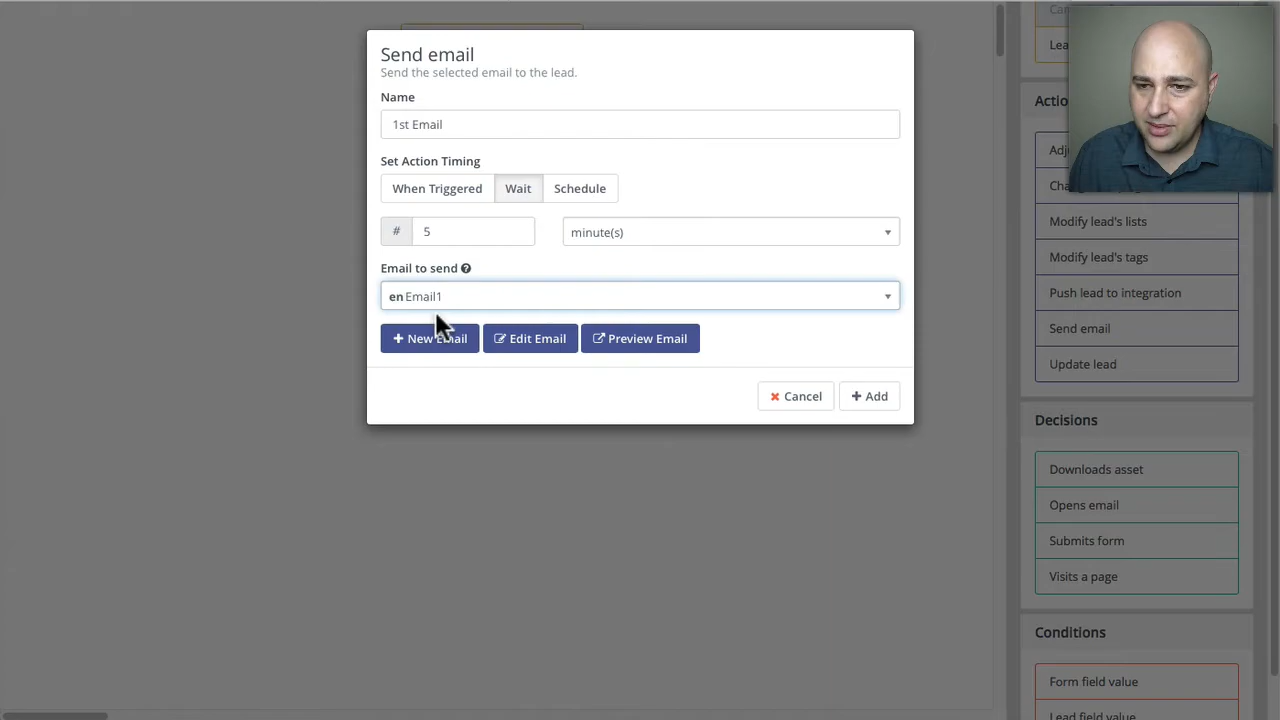 Send email
Send the selected email to the lead.
Name
1st Email
Set Action Timing
When Triggered Wait Schedule
# 5 minute(s)
Email to send
en Email1
New Email Edit Email Preview Email
Cancel Add
Modify lead's lists
Modify lead's tags
Push lead to integration
Send email
Update lead
Decisions
Downloads asset
Opens email
Submits form
Visits a page
Conditions
Form field value
Lead field value